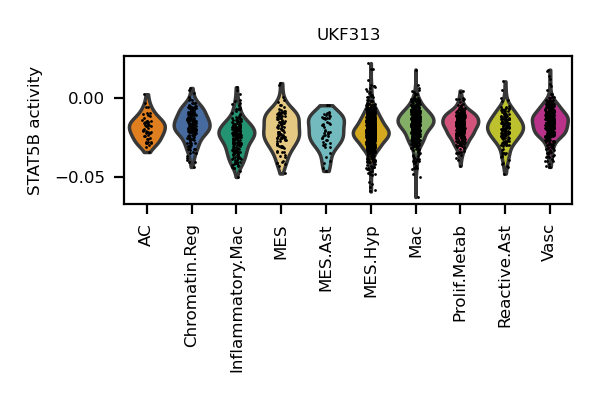 UKF313
STAT5B activity
0.00
−0.05
AC
Chromatin.Reg
Inflammatory.Mac
MES
MES.Ast
MES.Hyp
Mac
Prolif.Metab
Reactive.Ast
Vasc